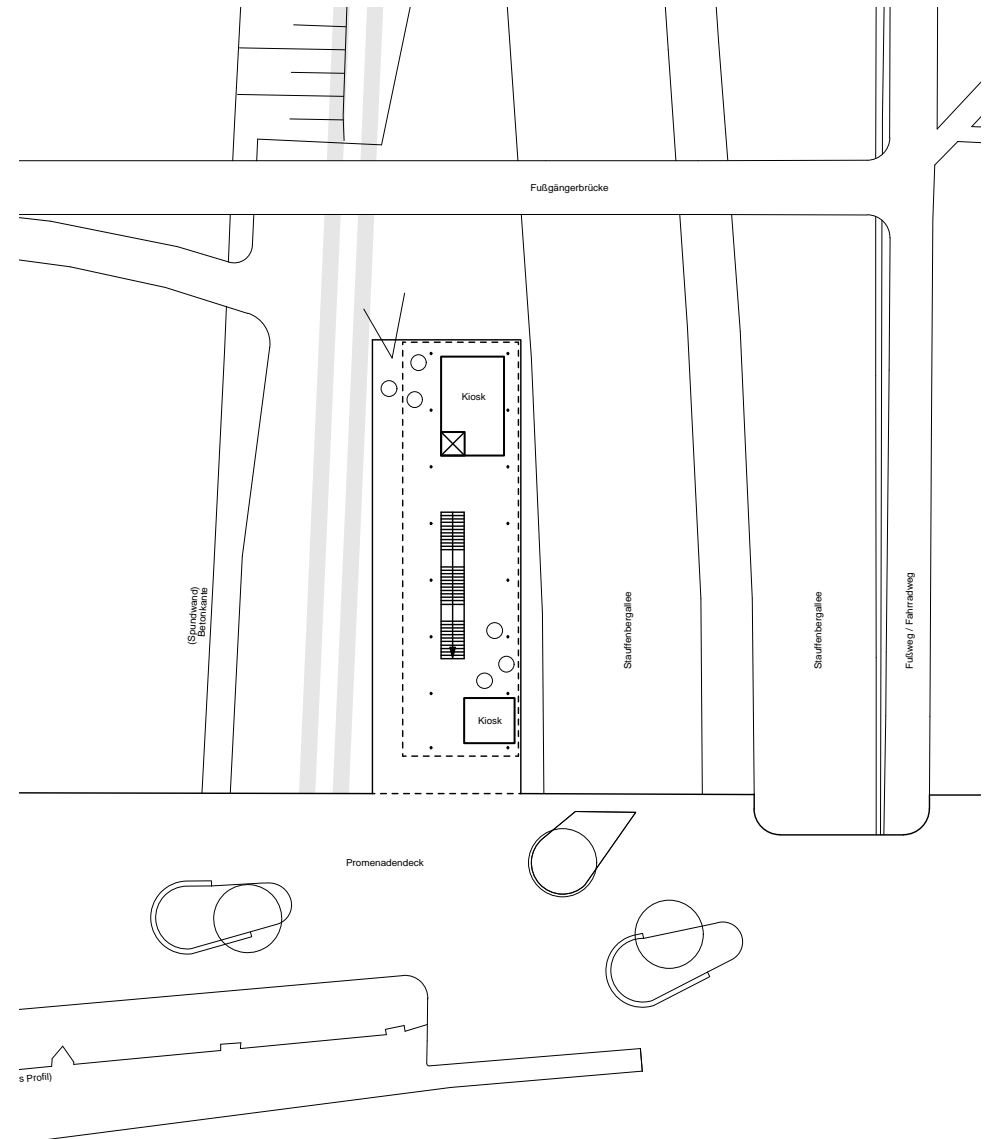 Fußgängerbrücke
Kiosk
(Spundwand)
Betonkante
Stauffenbergallee
Stauffenbergallee
Fußweg / Fahrradweg
Kiosk
Promenadendeck
s Profil)